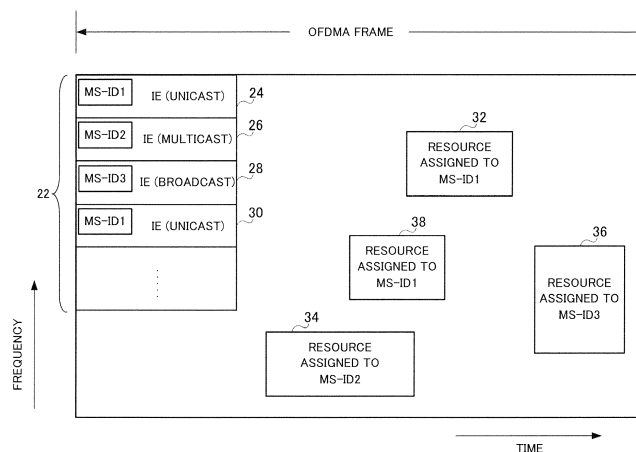 OFDMA FRAME
MS-ID1 IE (UNICAST) 24
MS-ID2 IE (MULTICAST) 26
MS-ID3 IE (BROADCAST) 28
MS-ID1 IE (UNICAST) 30
22
32
RESOURCE
ASSIGNED TO
MS-ID1
38
RESOURCE
ASSIGNED TO
MS-ID1
36
RESOURCE
ASSIGNED TO
MS-ID3
34
RESOURCE
ASSIGNED TO
MS-ID2
FREQUENCY
TIME